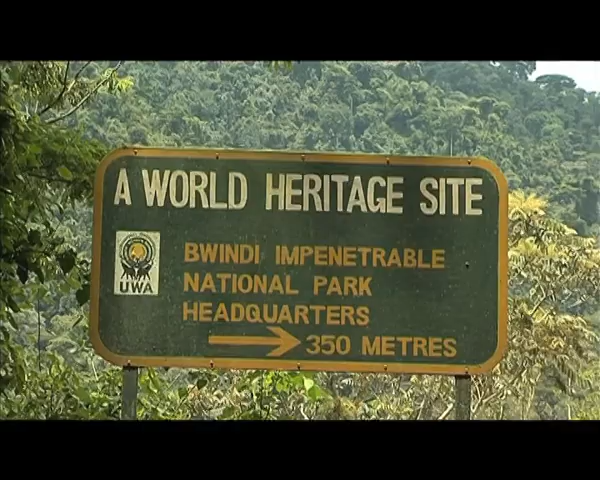 A WORLD HERITAGE SITE
BWINDI IMPENETRABLE
NATIONAL PARK
HEADQUARTERS
350 METRES
UWA